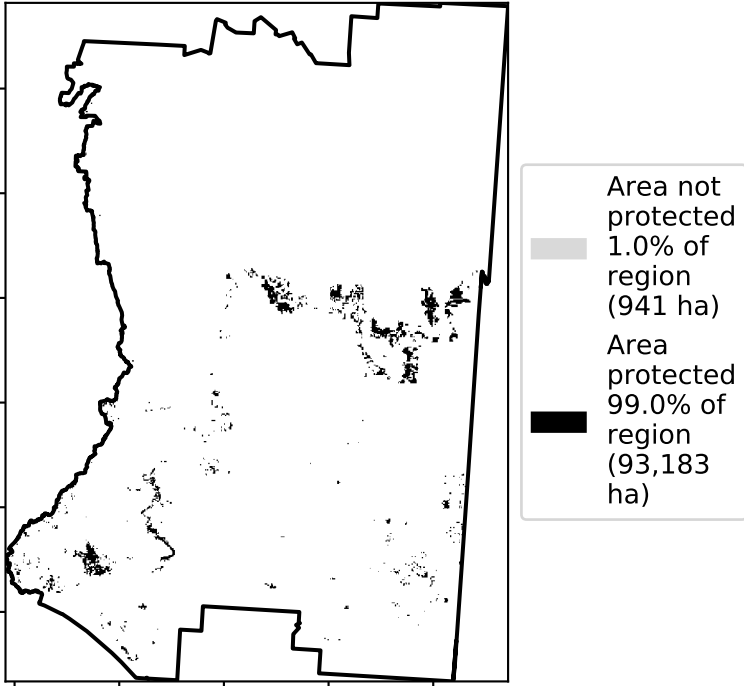 Area not
protected
1.0% of
region
(941 ha)
Area
protected
99.0% of
region
(93,183
ha)